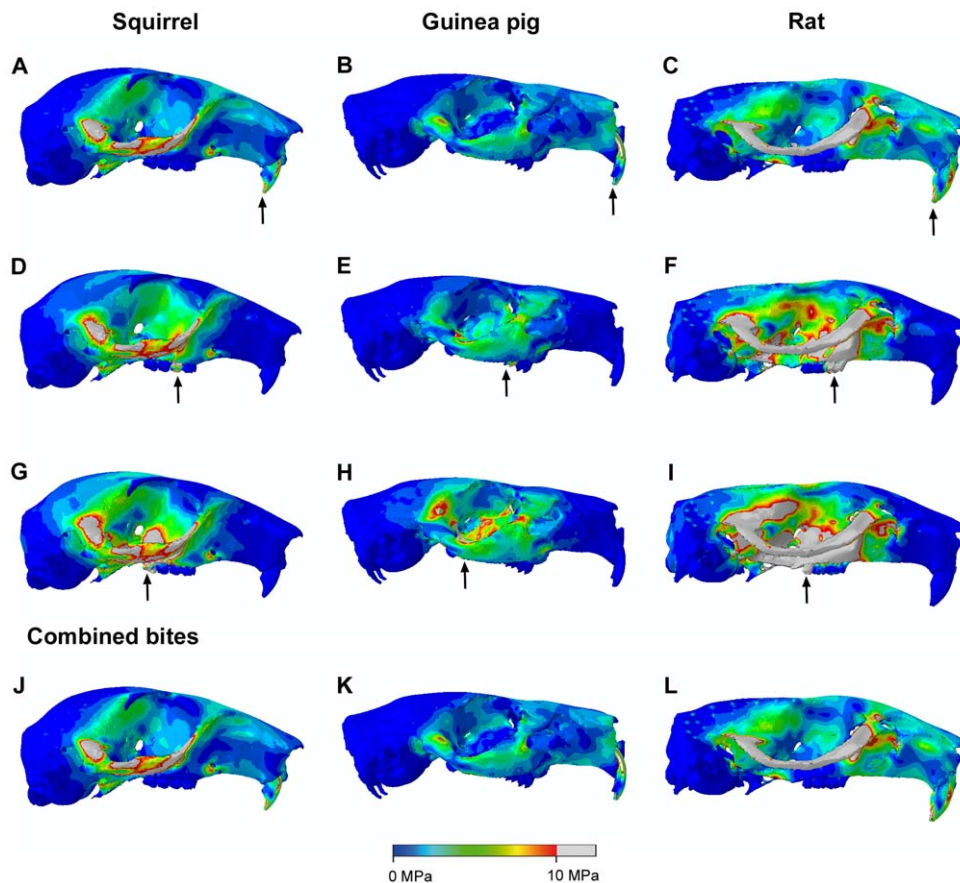 Squirrel Guinea pig Rat
A B C
D E F
G H I
Combined bites
J K L
0 MPa 10 MPa